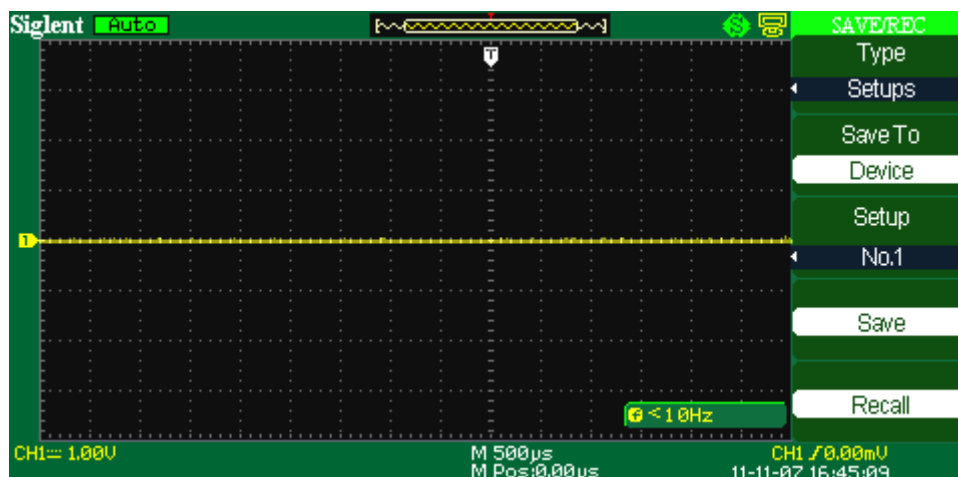 Siglent Auto SAVE/REC
T
Type
Setups
Save To
Device
Setup
1
No.1
Save
Recall
F <10Hz
CH1 1.00V M 500µs CH1 0.00mV
M Pos:0.00µs 11-11-07 16:45:09